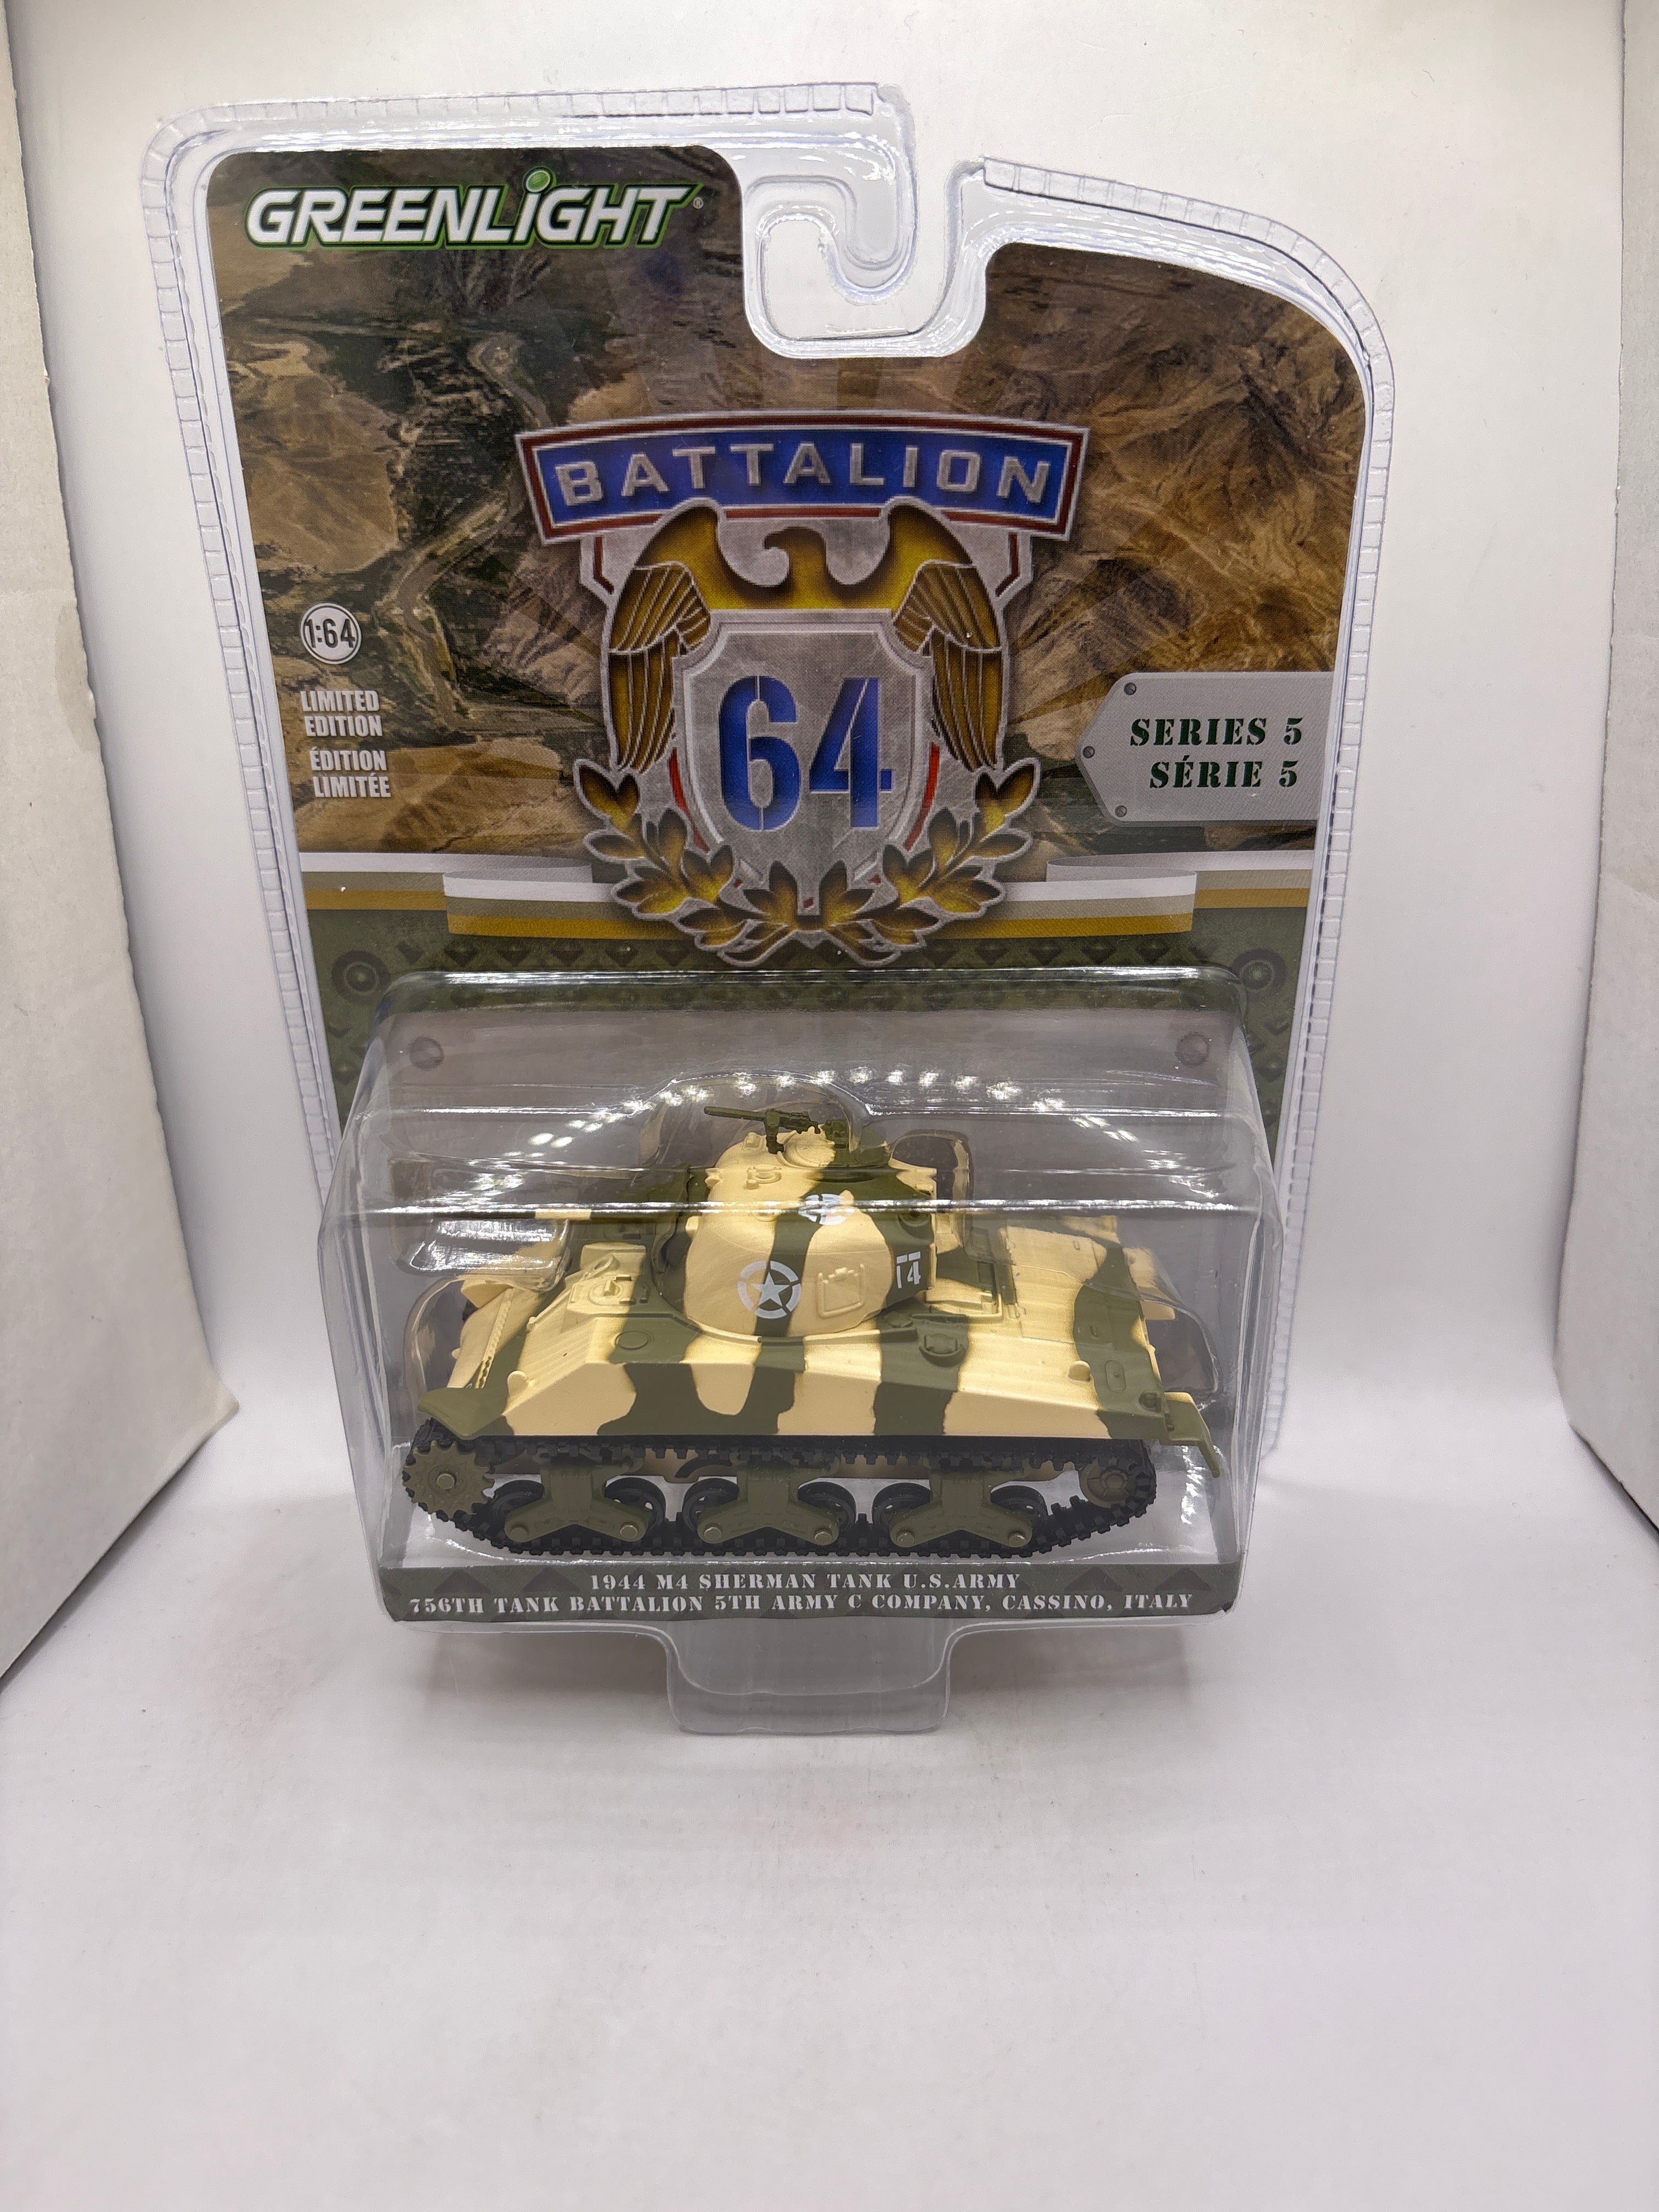 GREENLIGHT®
BATTALION
64
1:64
LIMITED
EDITION
ÉDITION
LIMITÉE
SERIES 5
SÉRIE 5
14
1944 M4 SHERMAN TANK U.S.ARMY
756TH TANK BATTALION 5TH ARMY C COMPANY, CASSINO, ITALY